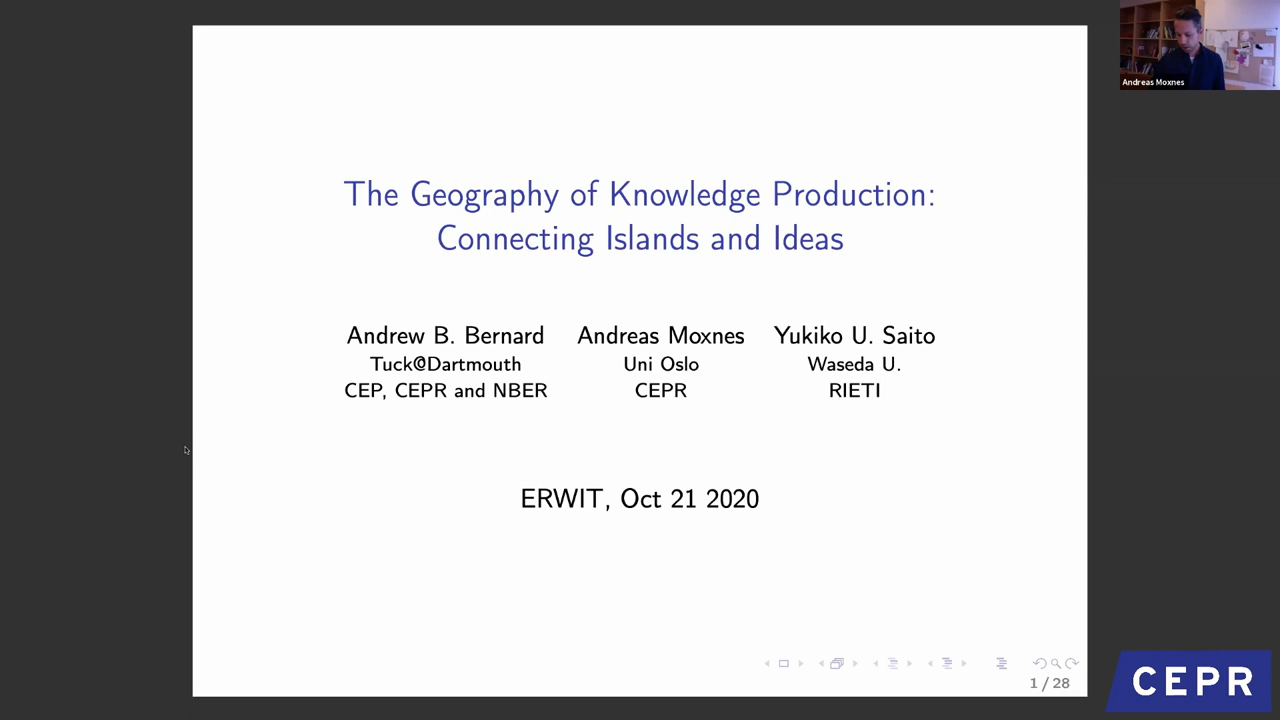 Andreas Moxnes
The Geography of Knowledge Production:
Connecting Islands and Ideas
Andrew B. Bernard
Tuck@Dartmouth
CEP, CEPR and NBER
Andreas Moxnes
Uni Oslo
CEPR
Yukiko U. Saito
Waseda U.
RIETI
ERWIT, Oct 21 2020
1 / 28
CEPR